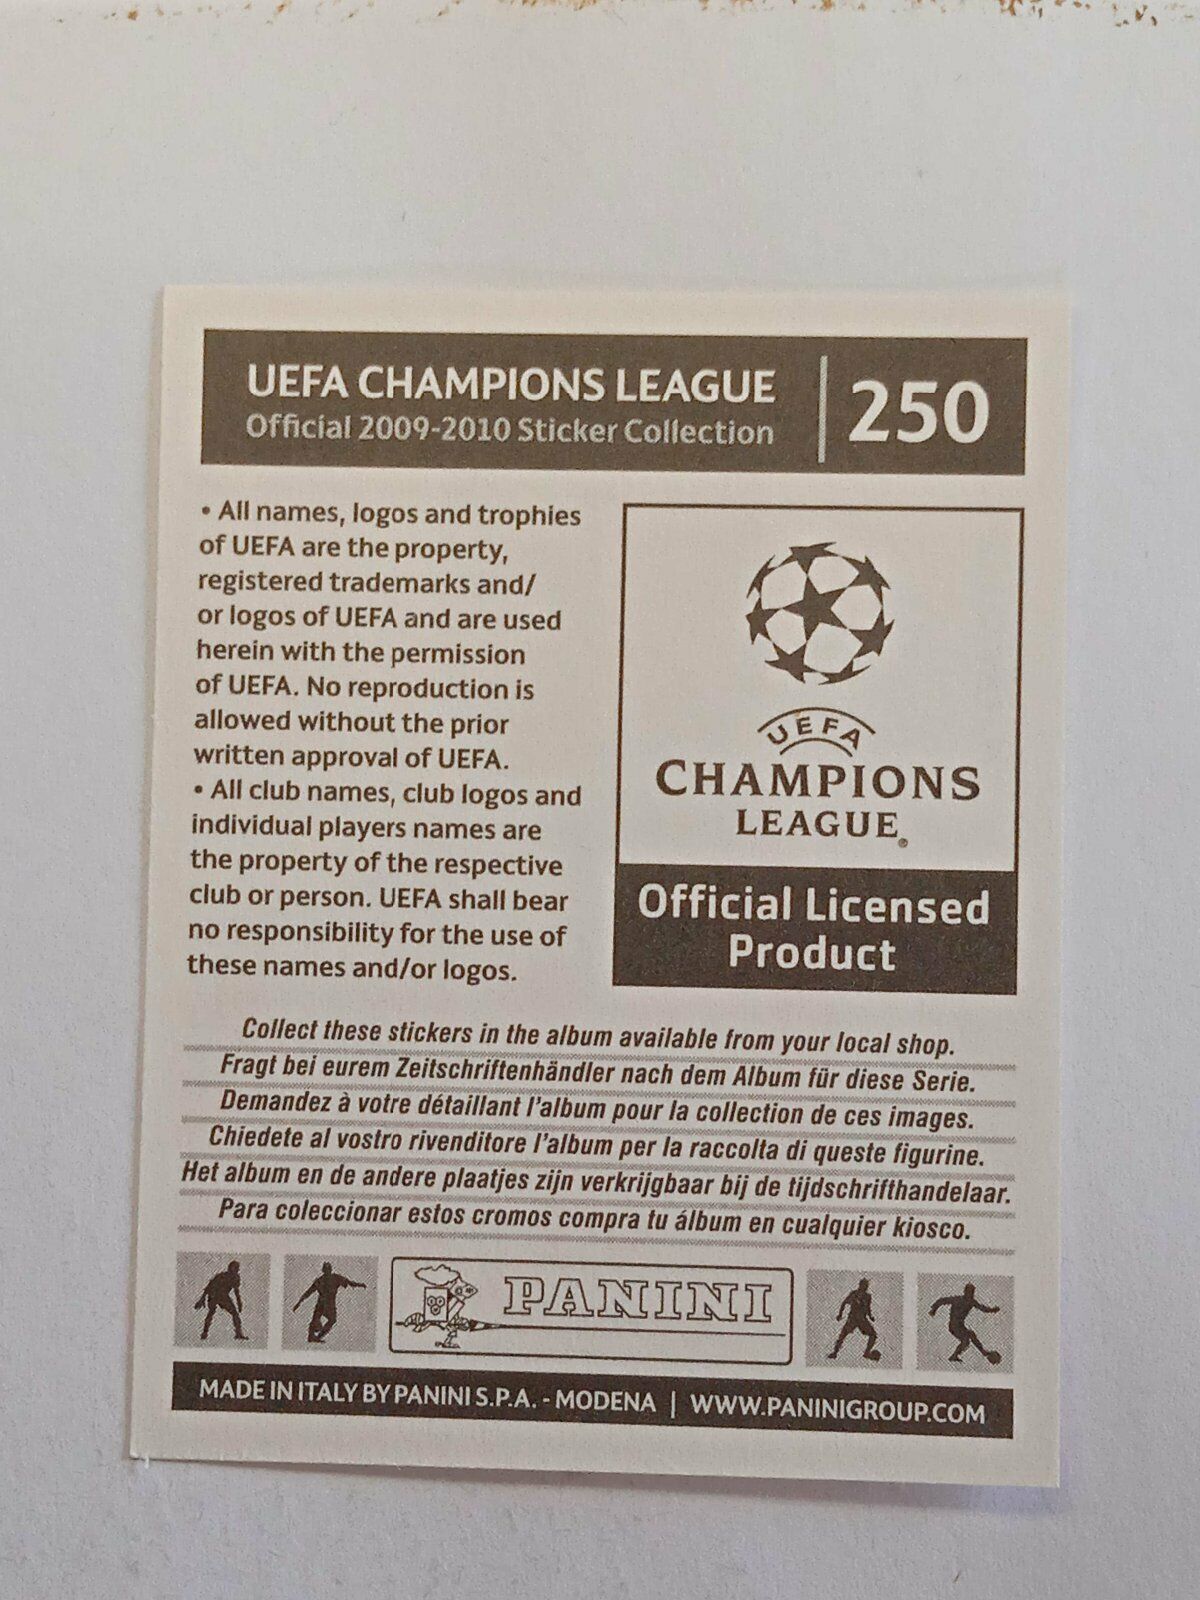 UEFA CHAMPIONS LEAGUE
Official 2009-2010 Sticker Collection
250
• All names, logos and trophies
of UEFA are the property,
registered trademarks and/
or logos of UEFA and are used
herein with the permission
of UEFA. No reproduction is
allowed without the prior
written approval of UEFA.
• All club names, club logos and
individual players names are
the property of the respective
club or person. UEFA shall bear
no responsibility for the use of
these names and/or logos.
UEFA
CHAMPIONS
LEAGUE®
Official Licensed
Product
Collect these stickers in the album available from your local shop.
Fragt bei eurem Zeitschriftenhändler nach dem Album für diese Serie.
Demandez à votre détaillant l'album pour la collection de ces images.
Chiedete al vostro rivenditore l'album per la raccolta di queste figurine.
Het album en de andere plaatjes zijn verkrijgbaar bij de tijdschrifthandelaar.
Para coleccionar estos cromos compra tu álbum en cualquier kiosco.
PANINI
MADE IN ITALY BY PANINI S.P.A. - MODENA | WWW.PANINIGROUP.COM